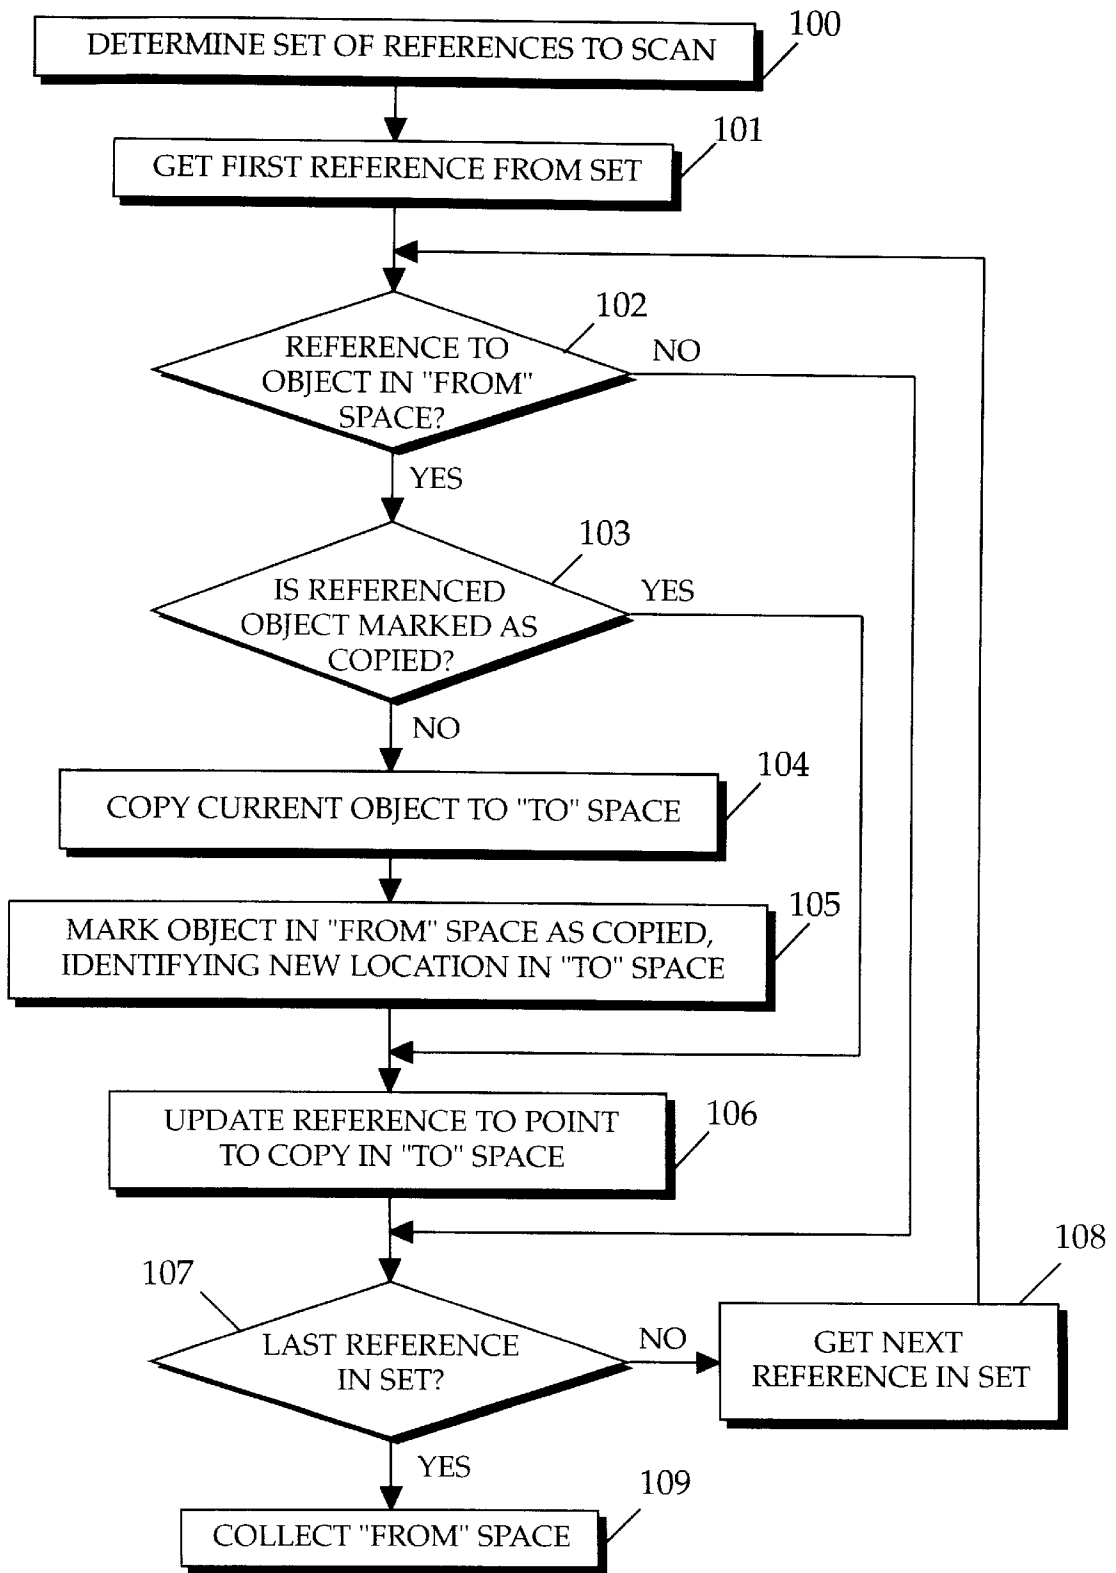 DETERMINE SET OF REFERENCES TO SCAN
100
GET FIRST REFERENCE FROM SET
101
102
REFERENCE TO
OBJECT IN "FROM"
SPACE?
NO
YES
103
IS REFERENCED
OBJECT MARKED AS
COPIED?
YES
NO
104
COPY CURRENT OBJECT TO "TO" SPACE
105
MARK OBJECT IN "FROM" SPACE AS COPIED,
IDENTIFYING NEW LOCATION IN "TO" SPACE
UPDATE REFERENCE TO POINT
TO COPY IN "TO" SPACE
106
107
LAST REFERENCE
IN SET?
NO
108
GET NEXT
REFERENCE IN SET
YES
109
COLLECT "FROM" SPACE